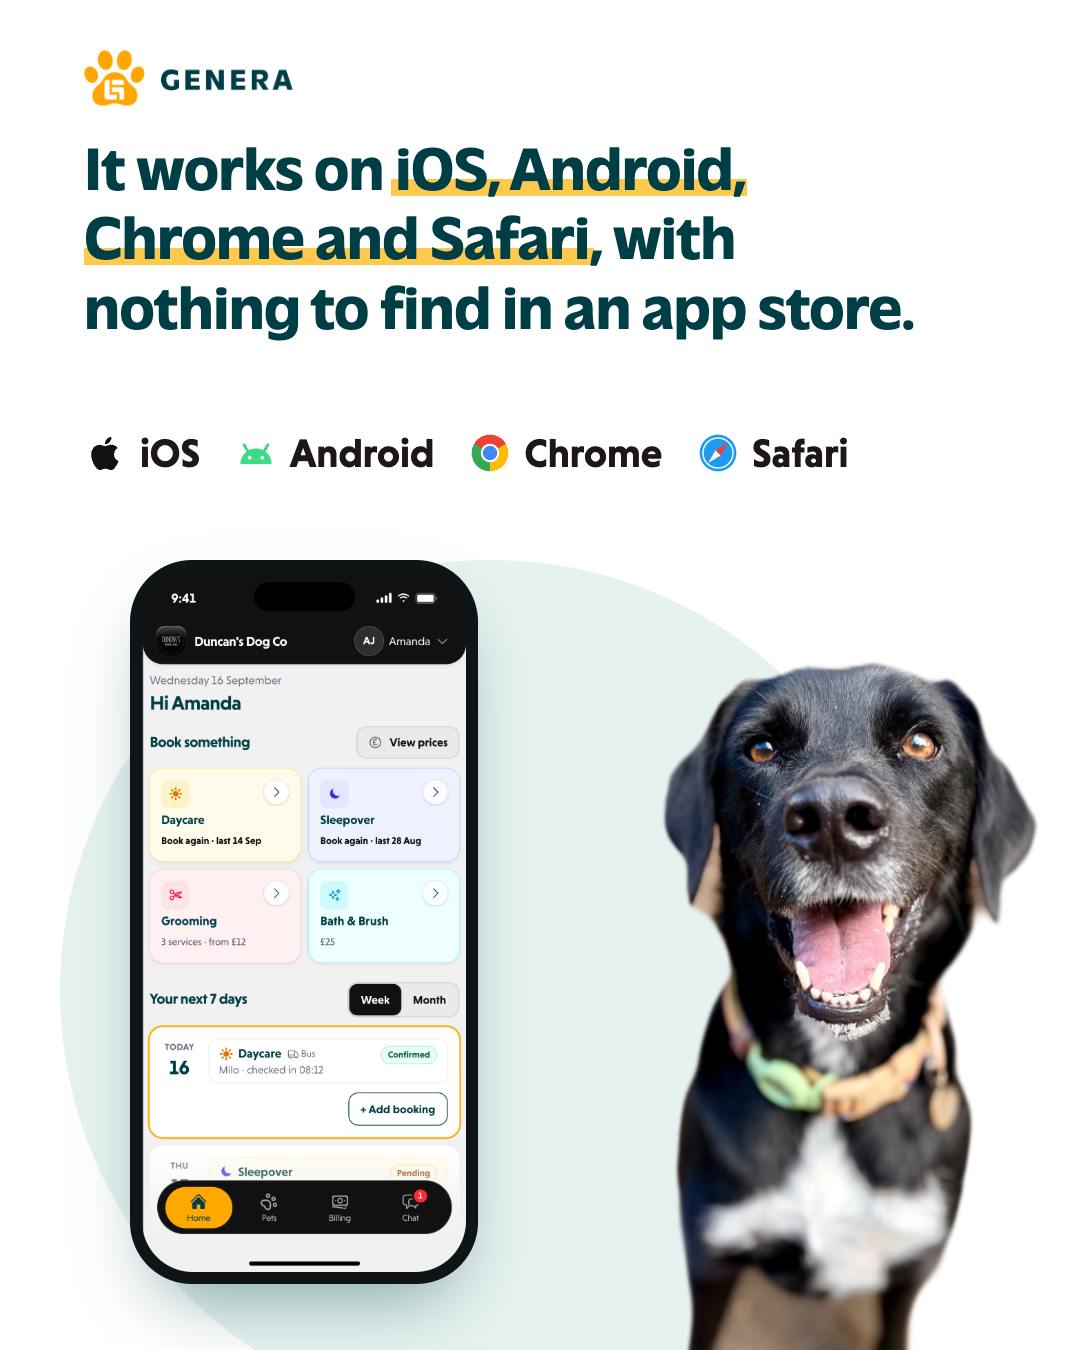 GENERA
It works on iOS, Android,
Chrome and Safari, with
nothing to find in an app store.
iOS Android Chrome Safari
9:41
Duncan's Dog Co AJ Amanda
Wednesday 16 September
Hi Amanda
Book something View prices
Daycare
Book again · last 14 Sep
Sleepover
Book again · last 28 Aug
Grooming
3 services · from £12
Bath & Brush
£25
Your next 7 days Week Month
TODAY
16
Daycare Bus Confirmed
Milo · checked in 08:12
+ Add booking
THU
Sleepover Pending
Home Pets Billing Chat 1